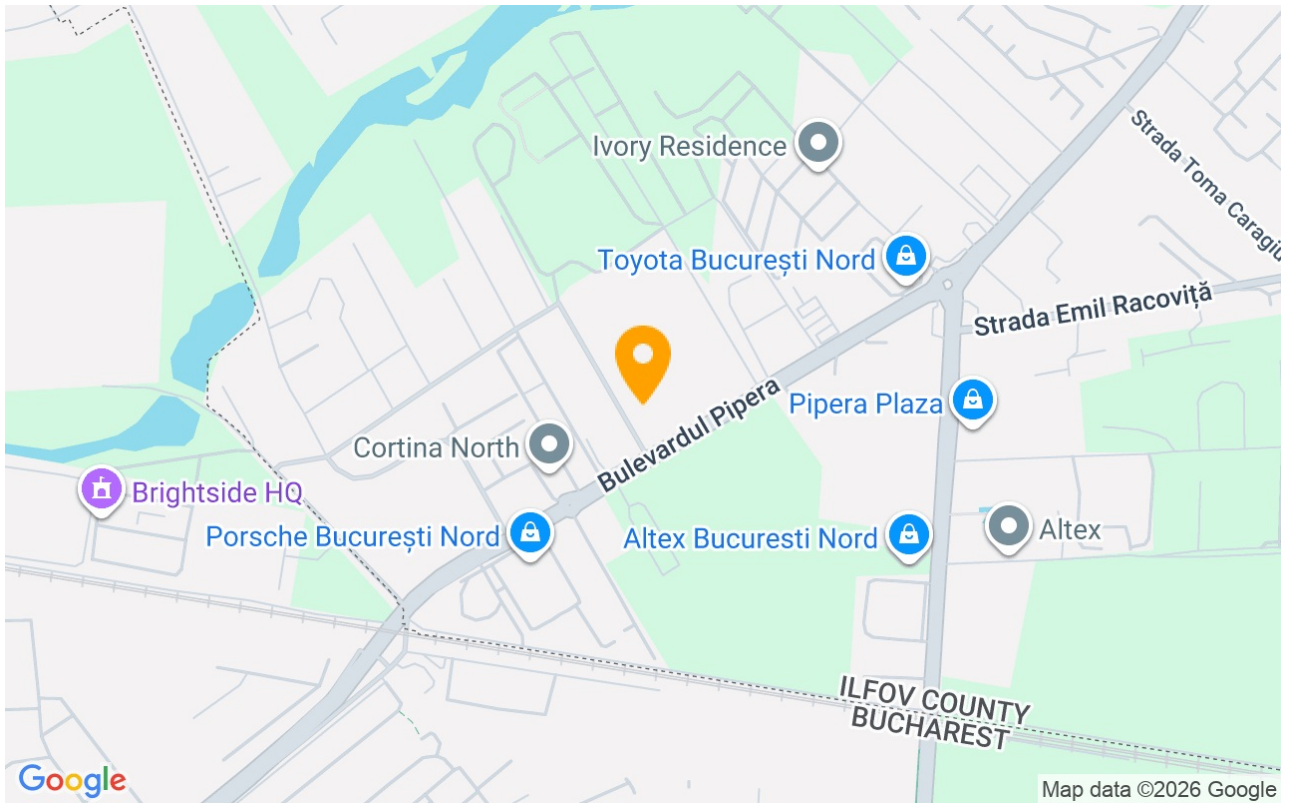 Strada Toma Caragiu
Ivory Residence
Toyota București Nord
Strada Emil Racoviță
Bulevardul Pipera
Pipera Plaza
Cortina North
Brightside HQ
Porsche București Nord
Altex Bucuresti Nord
Altex
ILFOV COUNTY
BUCHAREST
Google
Map data ©2026 Google